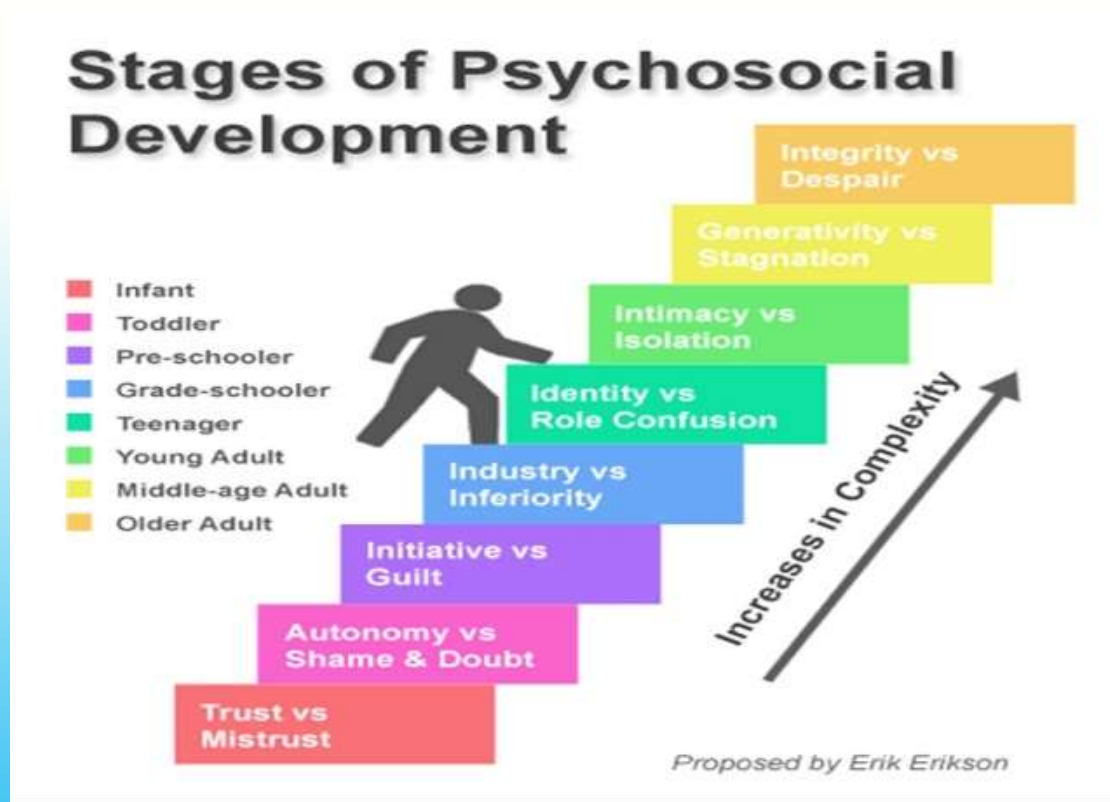 Stages of Psychosocial
Development
Integrity vs
Despair
Generativity vs
Stagnation
Intimacy vs
Isolation
Identity vs
Role Confusion
Industry vs
Inferiority
Initiative vs
Guilt
Autonomy vs
Shame & Doubt
Trust vs
Mistrust
Infant
Toddler
Pre-schooler
Grade-schooler
Teenager
Young Adult
Middle-age Adult
Older Adult
Increases in Complexity
Proposed by Erik Erikson